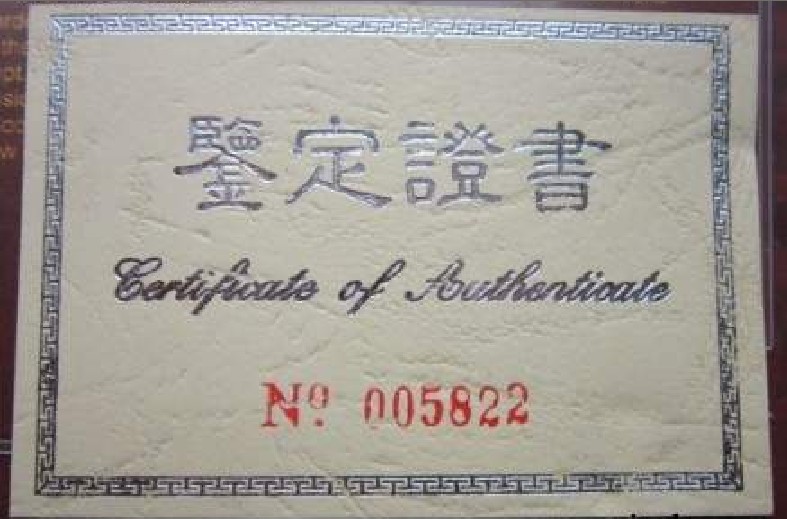 鑒定證書
Certificate of Authenticate
Nº 005822